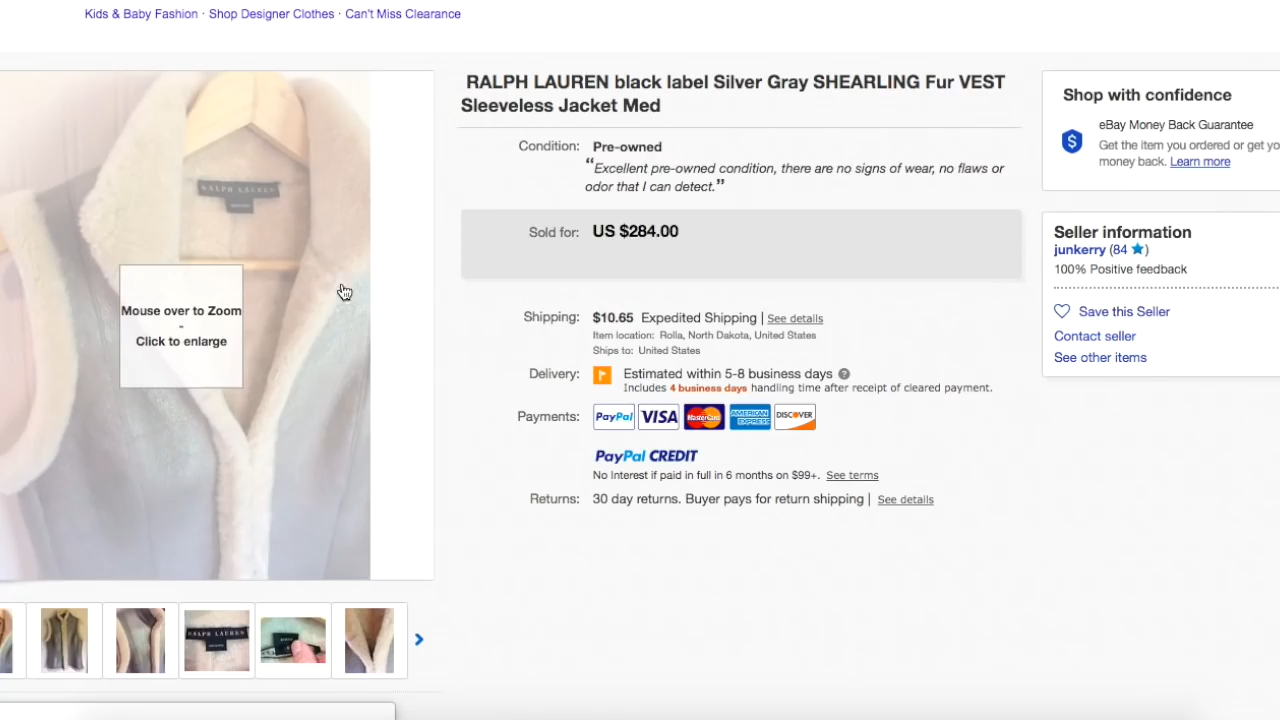 Kids & Baby Fashion · Shop Designer Clothes · Can't Miss Clearance
RALPH LAUREN black label Silver Gray SHEARLING Fur VEST
Sleeveless Jacket Med
Condition: Pre-owned
“Excellent pre-owned condition, there are no signs of wear, no flaws or
odor that I can detect.”
Sold for: US $284.00
Shipping: $10.65 Expedited Shipping | See details
Item location: Rolla, North Dakota, United States
Ships to: United States
Delivery: Estimated within 5-8 business days ?
Includes 4 business days handling time after receipt of cleared payment.
Payments: PayPal VISA MasterCard AMERICAN EXPRESS DISCOVER
PayPal CREDIT
No Interest if paid in full in 6 months on $99+. See terms
Returns: 30 day returns. Buyer pays for return shipping | See details
Shop with confidence
$
eBay Money Back Guarantee
Get the item you ordered or get yo
money back. Learn more
Seller information
junkerry (84 ★)
100% Positive feedback
Save this Seller
Contact seller
See other items
RALPH LAUREN
Mouse over to Zoom
-
Click to enlarge
RALPH LAUREN